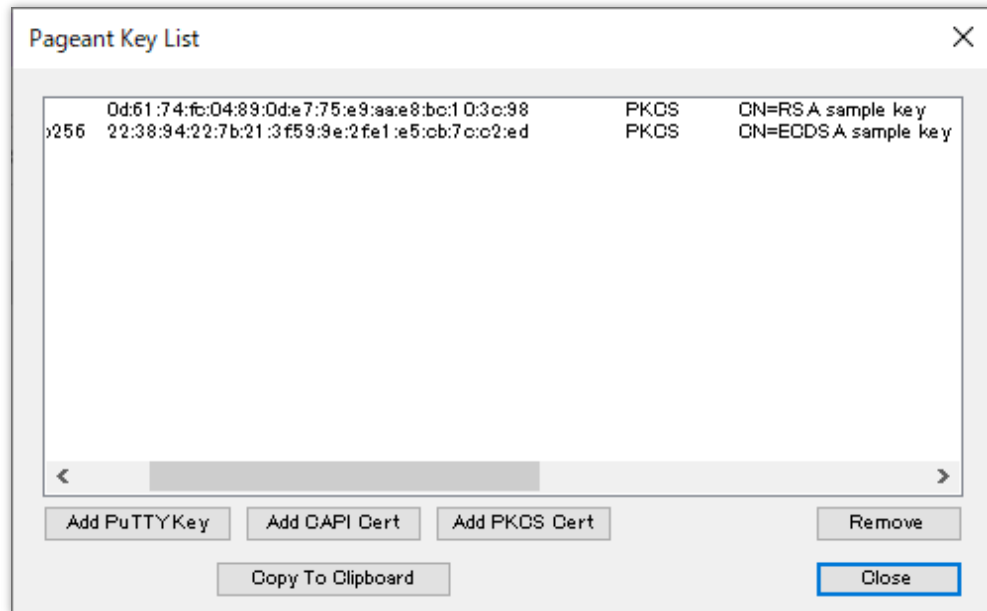 Pageant Key List
0d:61:74:fc:04:89:0d:e7:75:e9:aa:e8:bc:10:3c:98 PKCS CN=RSA sample key
p256 22:38:94:22:7b:21:3f:59:9e:2f:e1:e5:cb:7c:c2:ed PKCS CN=ECDSA sample key
Add PuTTY Key Add CAPI Cert Add PKCS Cert Remove
Copy To Clipboard Close